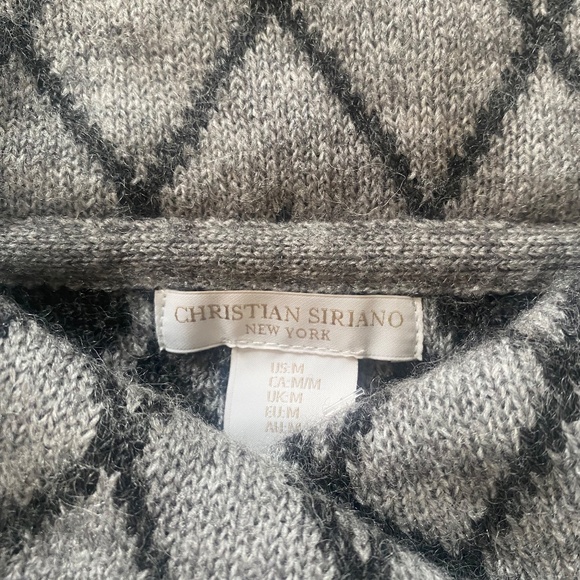 CHRISTIAN SIRIANO
NEW YORK
US:M
CA:M/M
UK:M
EU:M
AU:M